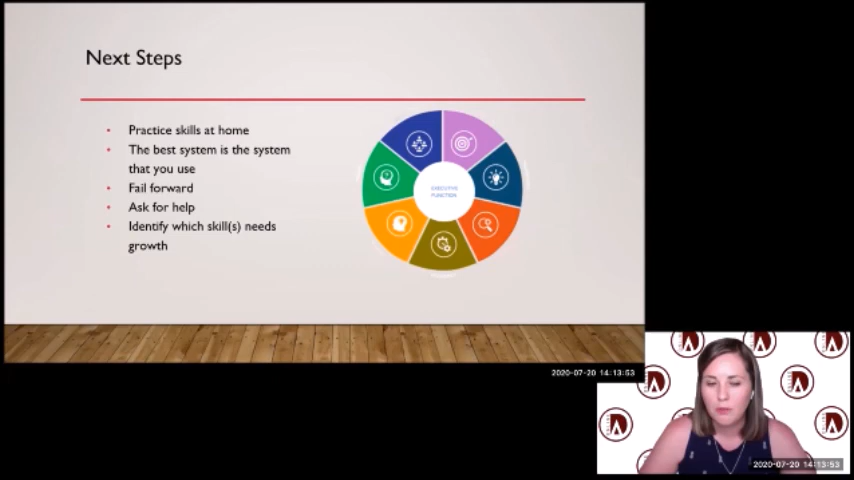 Next Steps
• Practice skills at home
• The best system is the system
that you use
• Fail forward
• Ask for help
• Identify which skill(s) needs
growth
EXECUTIVE
FUNCTION
2020-07-20 14:13:53
2020-07-20 14:13:53